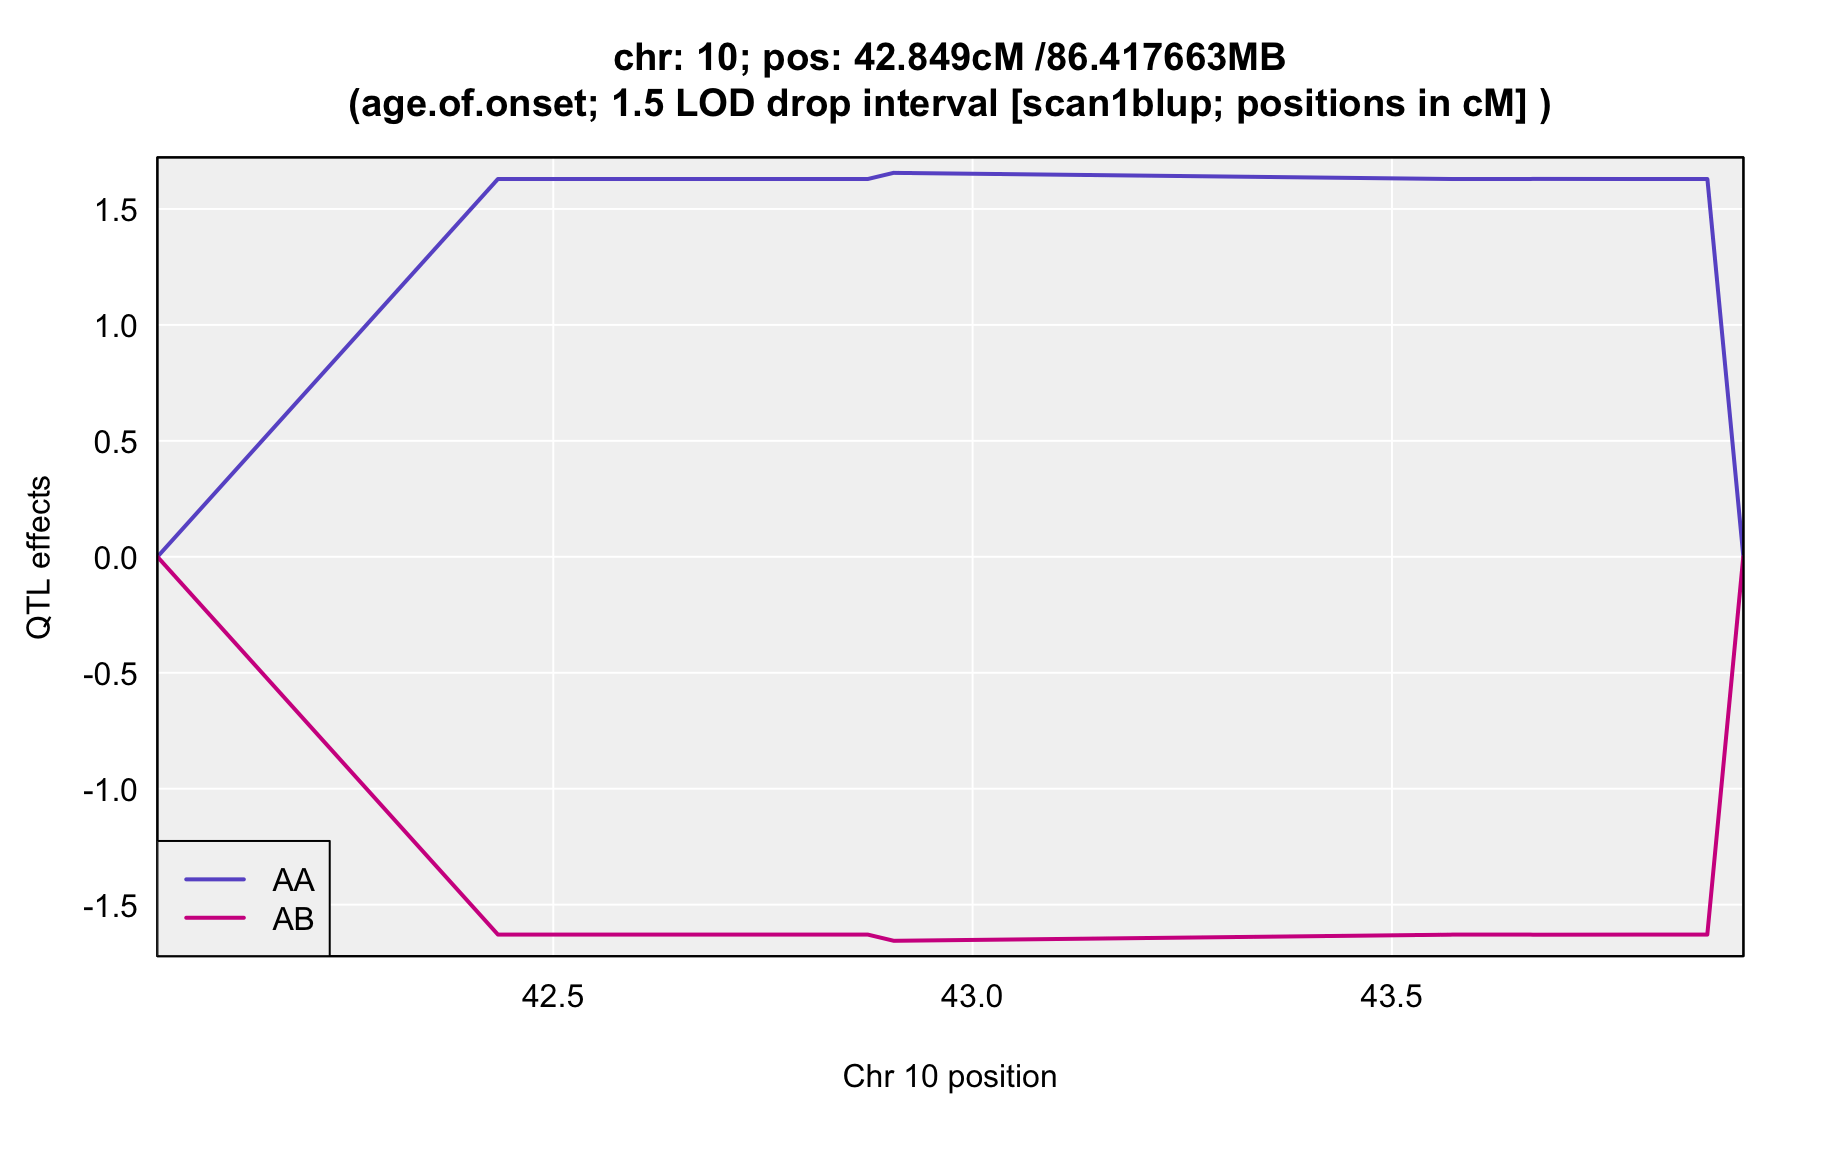 chr: 10; pos: 42.849cM /86.417663MB
(age.of.onset; 1.5 LOD drop interval [scan1blup; positions in cM] )
QTL effects
1.5
1.0
0.5
0.0
-0.5
-1.0
-1.5
AA
AB
42.5 43.0 43.5
Chr 10 position